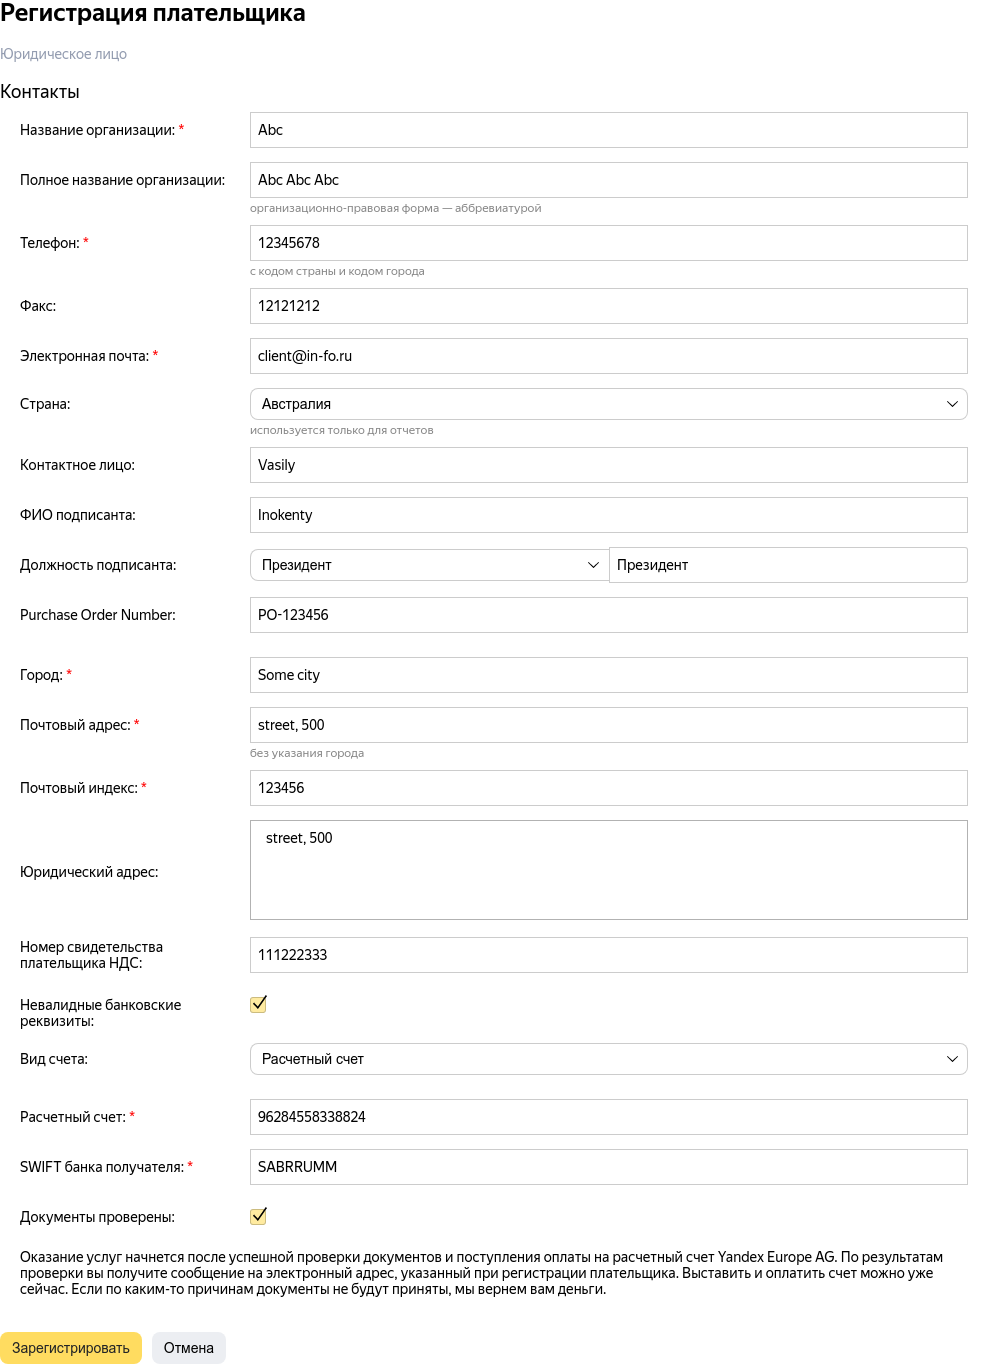 Регистрация плательщика
Юридическое лицо
Контакты
Название организации: * Abc
Полное название организации: Abc Abc Abc
организационно-правовая форма — аббревиатурой
Телефон: * 12345678
с кодом страны и кодом города
Факс: 12121212
Электронная почта: * client@in-fo.ru
Страна: Австралия
используется только для отчетов
Контактное лицо: Vasily
ФИО подписанта: Inokenty
Должность подписанта: Президент Президент
Purchase Order Number: PO-123456
Город: * Some city
Почтовый адрес: * street, 500
без указания города
Почтовый индекс: * 123456
Юридический адрес: street, 500
Номер свидетельства
плательщика НДС: 111222333
Невалидные банковские
реквизиты:
Вид счета: Расчетный счет
Расчетный счет: * 96284558338824
SWIFT банка получателя: * SABRRUMM
Документы проверены:
Оказание услуг начнется после успешной проверки документов и поступления оплаты на расчетный счет Yandex Europe AG. По результатам
проверки вы получите сообщение на электронный адрес, указанный при регистрации плательщика. Выставить и оплатить счет можно уже
сейчас. Если по каким-то причинам документы не будут приняты, мы вернем вам деньги.
Зарегистрировать Отмена